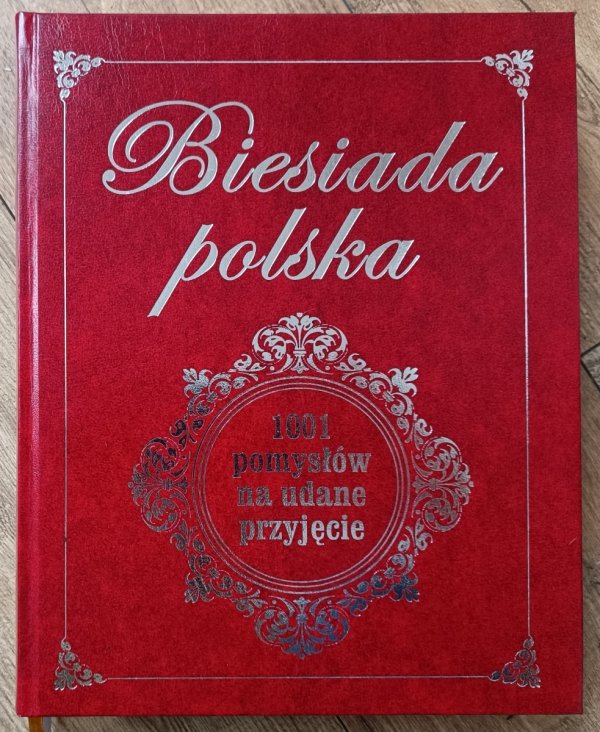 Biesiada
polska
1001
pomysłów
na udane
przyjęcie